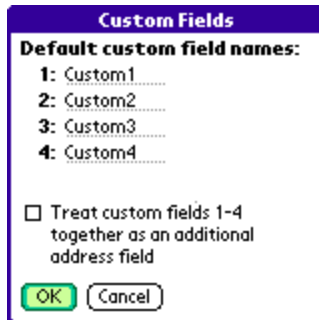 Custom Fields
Default custom field names:
1: Custom1
2: Custom2
3: Custom3
4: Custom4
Treat custom fields 1-4
together as an additional
address field
OK Cancel